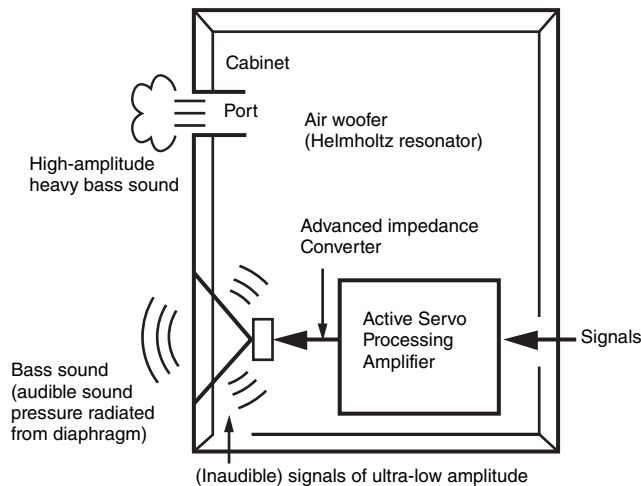 Cabinet
Port
Air woofer
(Helmholtz resonator)
High-amplitude
heavy bass sound
Advanced impedance
Converter
Active Servo
Processing
Amplifier
Signals
Bass sound
(audible sound
pressure radiated
from diaphragm)
(Inaudible) signals of ultra-low amplitude